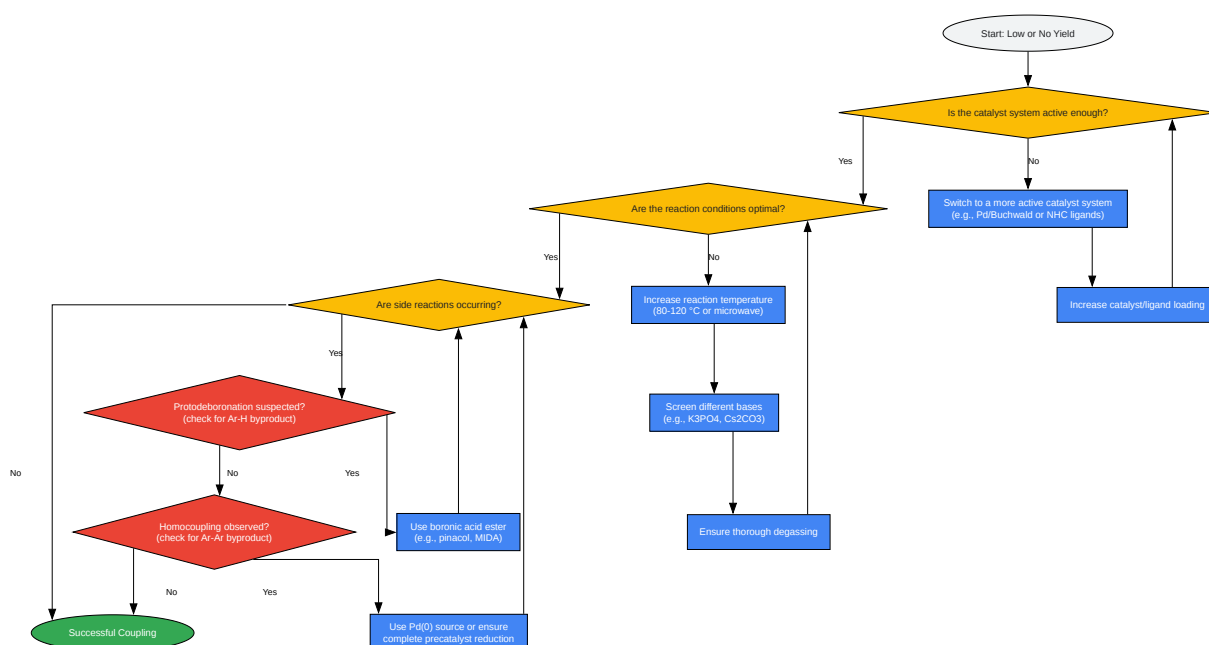 Start: Low or No Yield
Is the catalyst system active enough?
Yes
No
Switch to a more active catalyst system
(e.g., Pd/Buchwald or NHC ligands)
Increase catalyst/ligand loading
Are the reaction conditions optimal?
Yes
No
Increase reaction temperature
(80-120 °C or microwave)
Screen different bases
(e.g., K3PO4, Cs2CO3)
Ensure thorough degassing
Are side reactions occurring?
Yes
No
Protodeboronation suspected?
(check for Ar-H byproduct)
No
Yes
Use boronic acid ester
(e.g., pinacol, MIDA)
Homocoupling observed?
(check for Ar-Ar byproduct)
No
Yes
Use Pd(0) source or ensure
complete precatalyst reduction
Successful Coupling